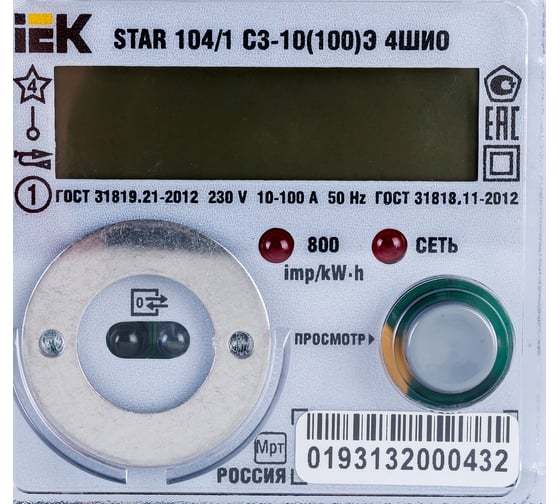 iEK
STAR 104/1 C3-10(100)Э 4ШИО
4
EAC
1
ГОСТ 31819.21-2012 230 V 10-100 A 50 Hz ГОСТ 31818.11-2012
800
imp/kW·h
СЕТЬ
0
ПРОСМОТР
Мрт
РОССИЯ
0193132000432